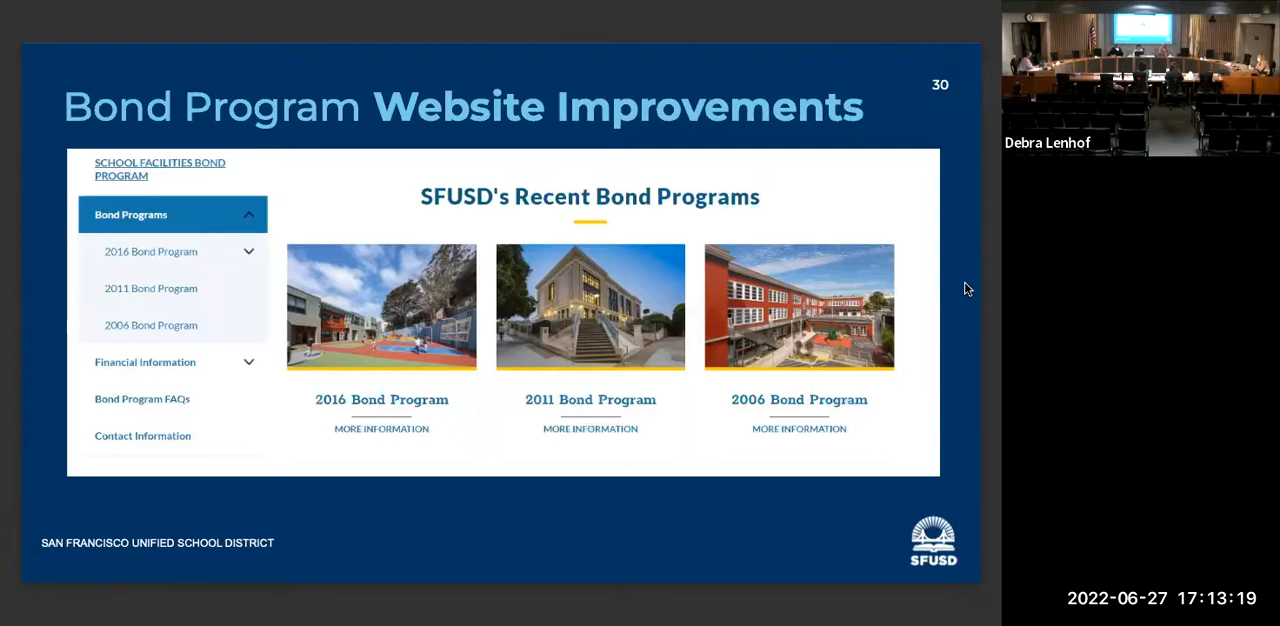 30
Bond Program Website Improvements
SCHOOL FACILITIES BOND
PROGRAM
Bond Programs
2016 Bond Program
2011 Bond Program
2006 Bond Program
Financial Information
Bond Program FAQs
Contact Information
SFUSD's Recent Bond Programs
2016 Bond Program
MORE INFORMATION
2011 Bond Program
MORE INFORMATION
2006 Bond Program
MORE INFORMATION
SAN FRANCISCO UNIFIED SCHOOL DISTRICT
SFUSD
Debra Lenhof
2022-06-27 17:13:19